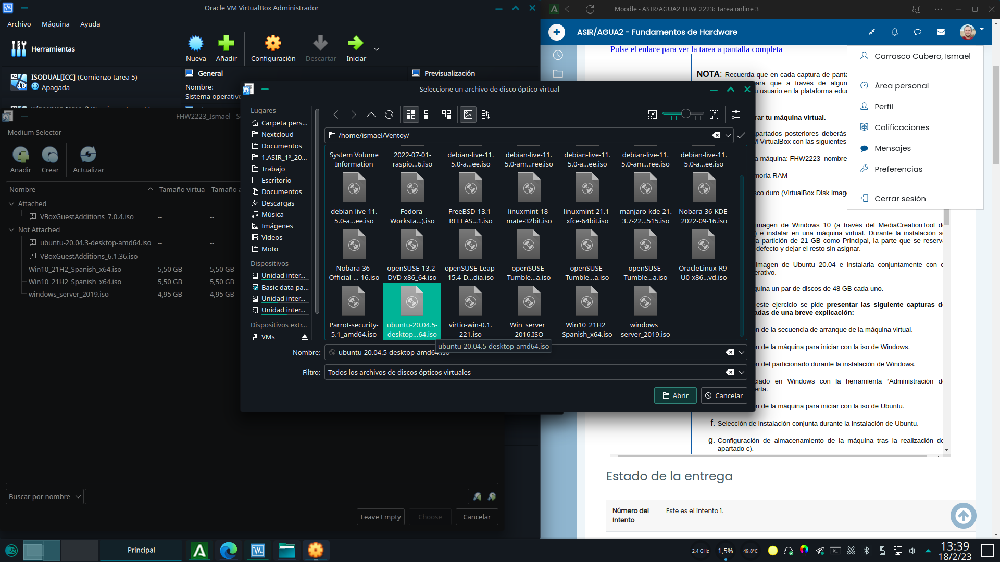 Oracle VM VirtualBox Administrador
Archivo Máquina Ayuda
Herramientas
Nueva
Añadir
Configuración
Descartar
Iniciar
ISODUAL[ICC] (Comienzo tarea 5)
Apagada
General
Nombre:
Sistema operativo
Previsualización
FHW2223_Ismael - S
Medium Selector
Añadir
Crear
Actualizar
Nombre Tamaño virtua Tamaño a
Attached
VBoxGuestAdditions_7.0.4.iso -- --
Not Attached
ubuntu-20.04.3-desktop-amd64.iso -- --
VBoxGuestAdditions_6.1.36.iso -- --
Win10_21H2_Spanish_x64.iso 5,50 GB 5,50 GB
Win10_21H2_Spanish_x64.iso 5,50 GB 5,50 GB
windows_server_2019.iso 4,95 GB 4,95 GB
Buscar por nombre
Leave Empty
Choose
Cancelar
Seleccione un archivo de disco óptico virtual
Lugares
Carpeta pers...
Nextcloud
Documentos
1.ASIR_1º_20...
Trabajo
Escritorio
Documentos
Descargas
Música
Imágenes
Vídeos
Moto
Dispositivos
Unidad inter...
Basic data pa...
Unidad inter...
Unidad inter...
Dispositivos extr...
VMs
/home/ismael/Ventoy/
System Volume
Information
2022-07-01-
raspio...6.iso
debian-live-11.
5.0-a...ee.iso
debian-live-11.
5.0-am...ree.iso
debian-live-11.
5.0-a...ee.iso
debian-live-11.
5.0-am...ree.iso
debian-live-11.
5.0-a...ee.iso
debian-live-11.
5.0-a...ee.iso
Fedora-
Worksta...).iso
FreeBSD-13.1-
RELEAS...1.iso
linuxmint-18-
mate-32bit.iso
linuxmint-21.1-
xfce-64bit.iso
manjaro-kde-21.
3.7-22...515.iso
Nobara-36-KDE-
2022-09-16.iso
Nobara-36-
Official-...-16.iso
openSUSE-13.2-
DVD-x86_64.iso
openSUSE-Leap-
15.4-D...dia.iso
openSUSE-
Tumble...a.iso
openSUSE-
Tumble...a.iso
openSUSE-
Tumble...a.iso
OracleLinux-R9-
U0-x86...vd.iso
Parrot-security-
5.1_amd64.iso
ubuntu-20.04.5-
desktop...64.iso
virtio-win-0.1.
221.iso
Win_server_
2016.ISO
Win10_21H2_
Spanish_x64.iso
windows_
server_2019.iso
ubuntu-20.04.5-desktop-amd64.iso
Nombre: ubuntu-20.04.5-desktop-amd64.iso
Filtro: Todos los archivos de discos ópticos virtuales
Abrir
Cancelar
Moodle - ASIR/AGUA2_FHW_2223: Tarea online 3
ASIR/AGUA2 - Fundamentos de Hardware
Pulse el enlace para ver la tarea a pantalla completa
NOTA: Recuerda que en cada captura de panta
ara que a través de algun
u usuario en la plataforma educ
rar tu máquina virtual.
partados posteriores deberás
M VirtualBox con las siguientes
a máquina: FHW2223_nombre
moria RAM
sco duro (VirtualBox Disk Image
Carrasco Cubero, Ismael
Área personal
Perfil
Calificaciones
Mensajes
Preferencias
Cerrar sesión
imagen de Windows 10 (a través del MediaCreationTool d
) e instalar en una máquina virtual. Durante la instalación s
a partición de 21 GB como Principal, la parte que se reserv
defecto y dejar el resto sin asignar.
imagen de Ubuntu 20.04 e instalarla conjuntamente con e
erativo.
quina un par de discos de 48 GB cada uno.
este ejercicio se pide presentar las siguiente capturas d
adas de una breve explicación:
n de la secuencia de arranque de la máquina virtual.
n de la máquina para iniciar con la iso de Windows.
n del particionado durante la instalación de Windows.
ciado en Windows con la herramienta “Administración d
erta.
n de la máquina para iniciar con la iso de Ubuntu.
f. Selección de instalación conjunta durante la instalación de Ubuntu.
g. Configuración de almacenamiento de la máquina tras la realización de
apartado c).
Estado de la entrega
Número del
Intento
Este es el intento 1.
Principal
2,4 GHz
1,5%
49,8°C
13:39
18/2/23